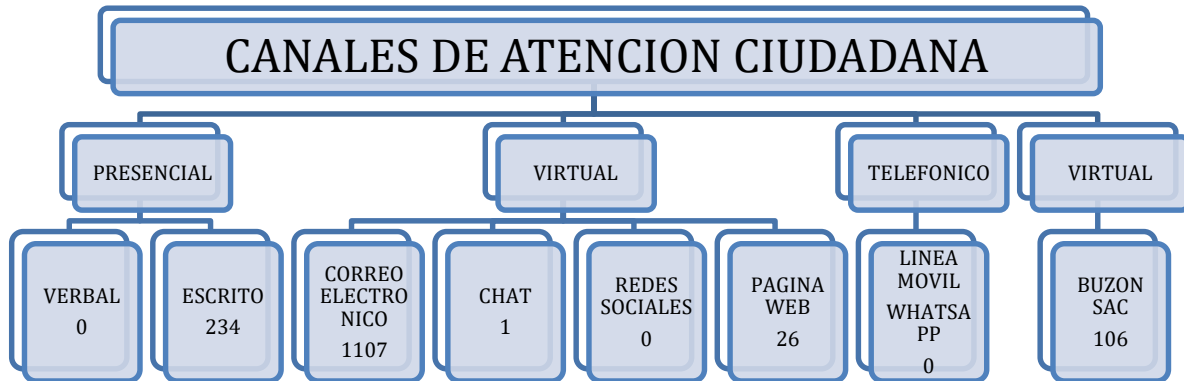 CANALES DE ATENCION CIUDADANA
PRESENCIAL
VIRTUAL
TELEFONICO
VIRTUAL
VERBAL
0
ESCRITO
234
CORREO
ELECTRO
NICO
1107
CHAT
1
REDES
SOCIALES
0
PAGINA
WEB
26
LINEA
MOVIL
WHATSA
PP
0
BUZON
SAC
106